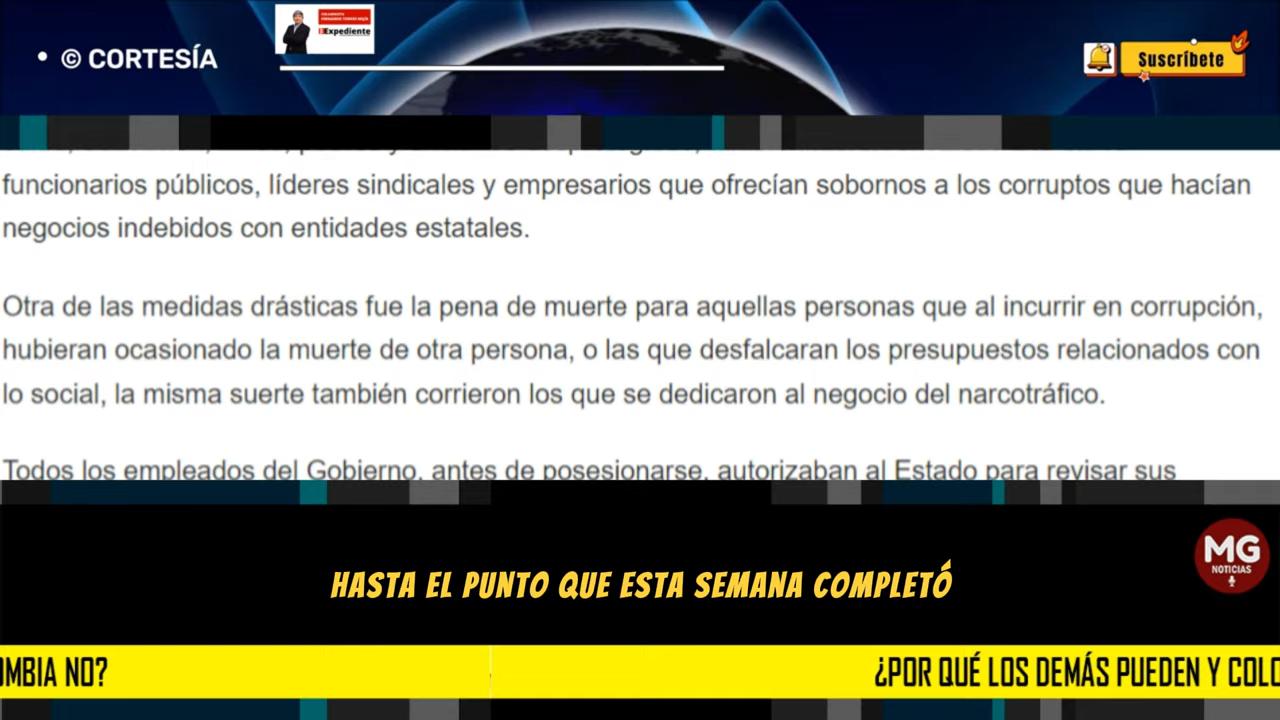 • © CORTESÍA
COLUMNISTA
FERNANDO TORRES MEJÍA
Expediente
Suscríbete
funcionarios públicos, líderes sindicales y empresarios que ofrecían sobornos a los corruptos que hacían
negocios indebidos con entidades estatales.
Otra de las medidas drásticas fue la pena de muerte para aquellas personas que al incurrir en corrupción,
hubieran ocasionado la muerte de otra persona, o las que desfalcaran los presupuestos relacionados con
lo social, la misma suerte también corrieron los que se dedicaron al negocio del narcotráfico.
Todos los empleados del Gobierno, antes de posesionarse, autorizaban al Estado para revisar sus
MG
NOTICIAS
HASTA EL PUNTO QUE ESTA SEMANA COMPLETÓ
OMBIA NO? ¿POR QUÉ LOS DEMÁS PUEDEN Y COLO